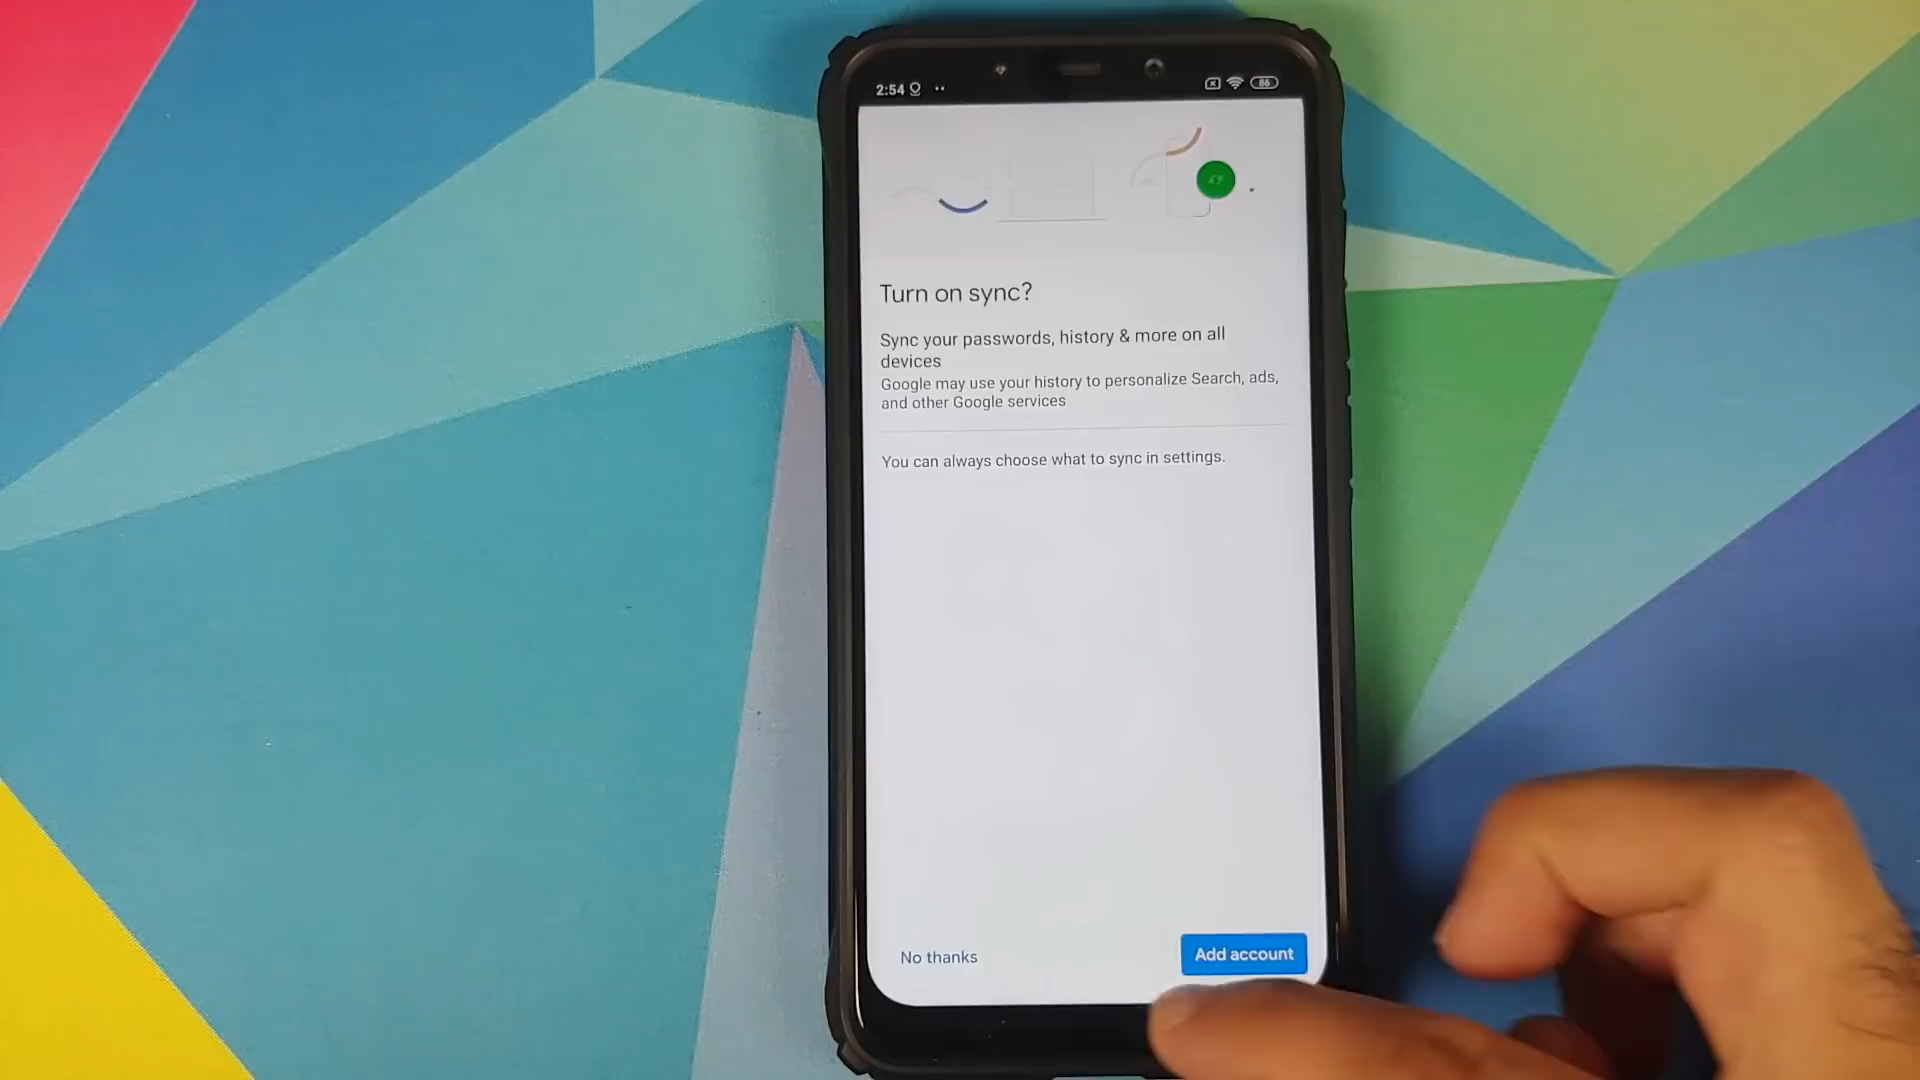 2:54
86
Turn on sync?
Sync your passwords, history & more on all
devices
Google may use your history to personalize Search, ads,
and other Google services
You can always choose what to sync in settings.
No thanks
Add account